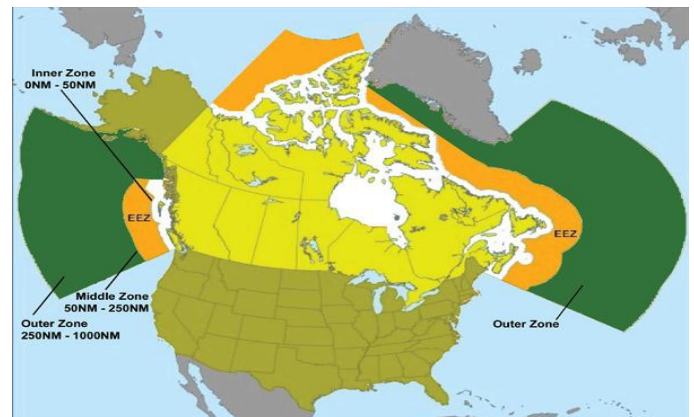 Inner Zone
0NM - 50NM
EEZ
EEZ
Middle Zone
50NM - 250NM
Outer Zone
250NM - 1000NM
Outer Zone